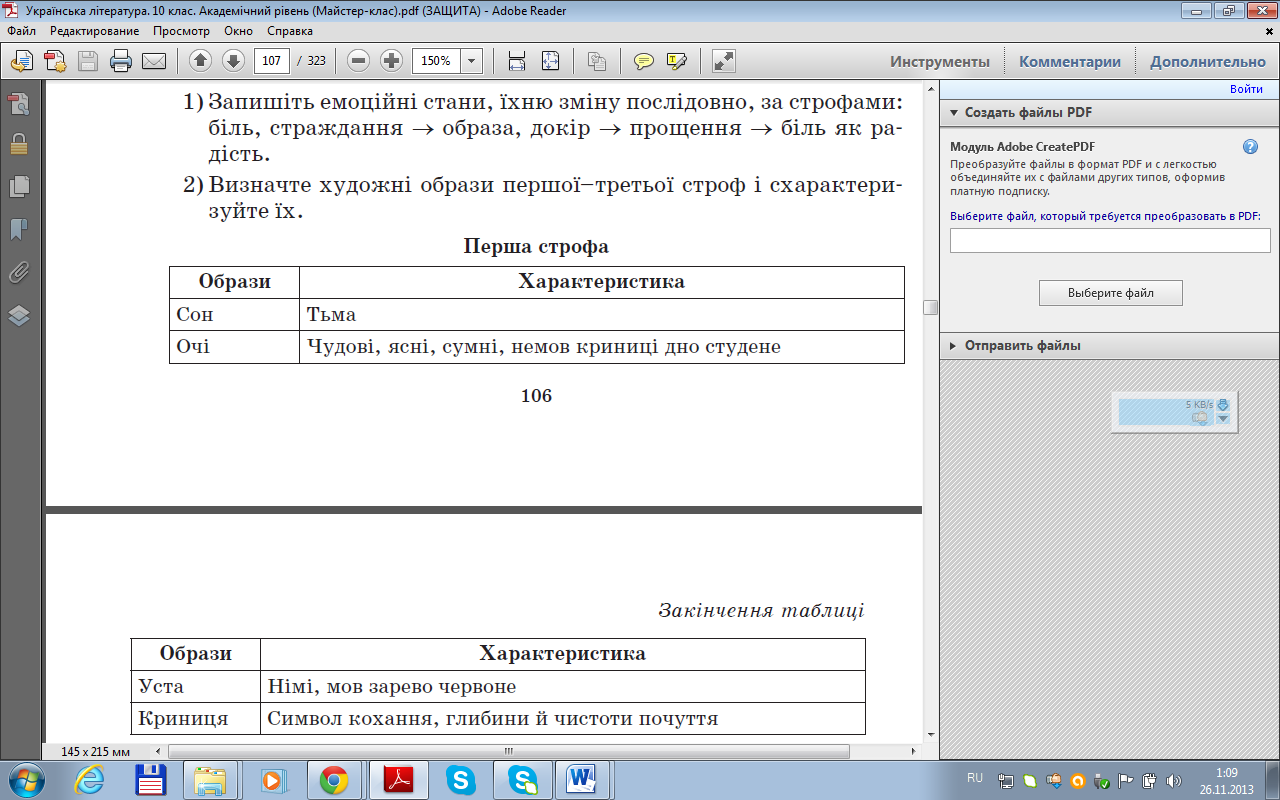 Українська література. 10 клас. Академічний рівень (Майстер-клас).pdf (ЗАЩИТА) - Adobe Reader
Файл Редактирование Просмотр Окно Справка
107 / 323 150% Инструменты Комментарии Дополнительно
1) Запишіть емоційні стани, їхню зміну послідовно, за строфами:
біль, страждання → образа, докір → прощення → біль як ра-
дість.
2) Визначте художні образи першої–третьої строф і схарактери-
зуйте їх.
Перша строфа
Образи Характеристика
Сон Тьма
Очі Чудові, ясні, сумні, немов криниці дно студене
106
Закінчення таблиці
Образи Характеристика
Уста Німі, мов зарево червоне
Криниця Символ кохання, глибини й чистоти почуття
145 x 215 мм
Войти
Создать файлы PDF
Модуль Adobe CreatePDF
Преобразуйте файлы в формат PDF и с легкостью
объединяйте их с файлами других типов, оформив
платную подписку.
Выберите файл, который требуется преобразовать в PDF:
Выберите файл
Отправить файлы
5 KB/s
RU
1:09
26.11.2013